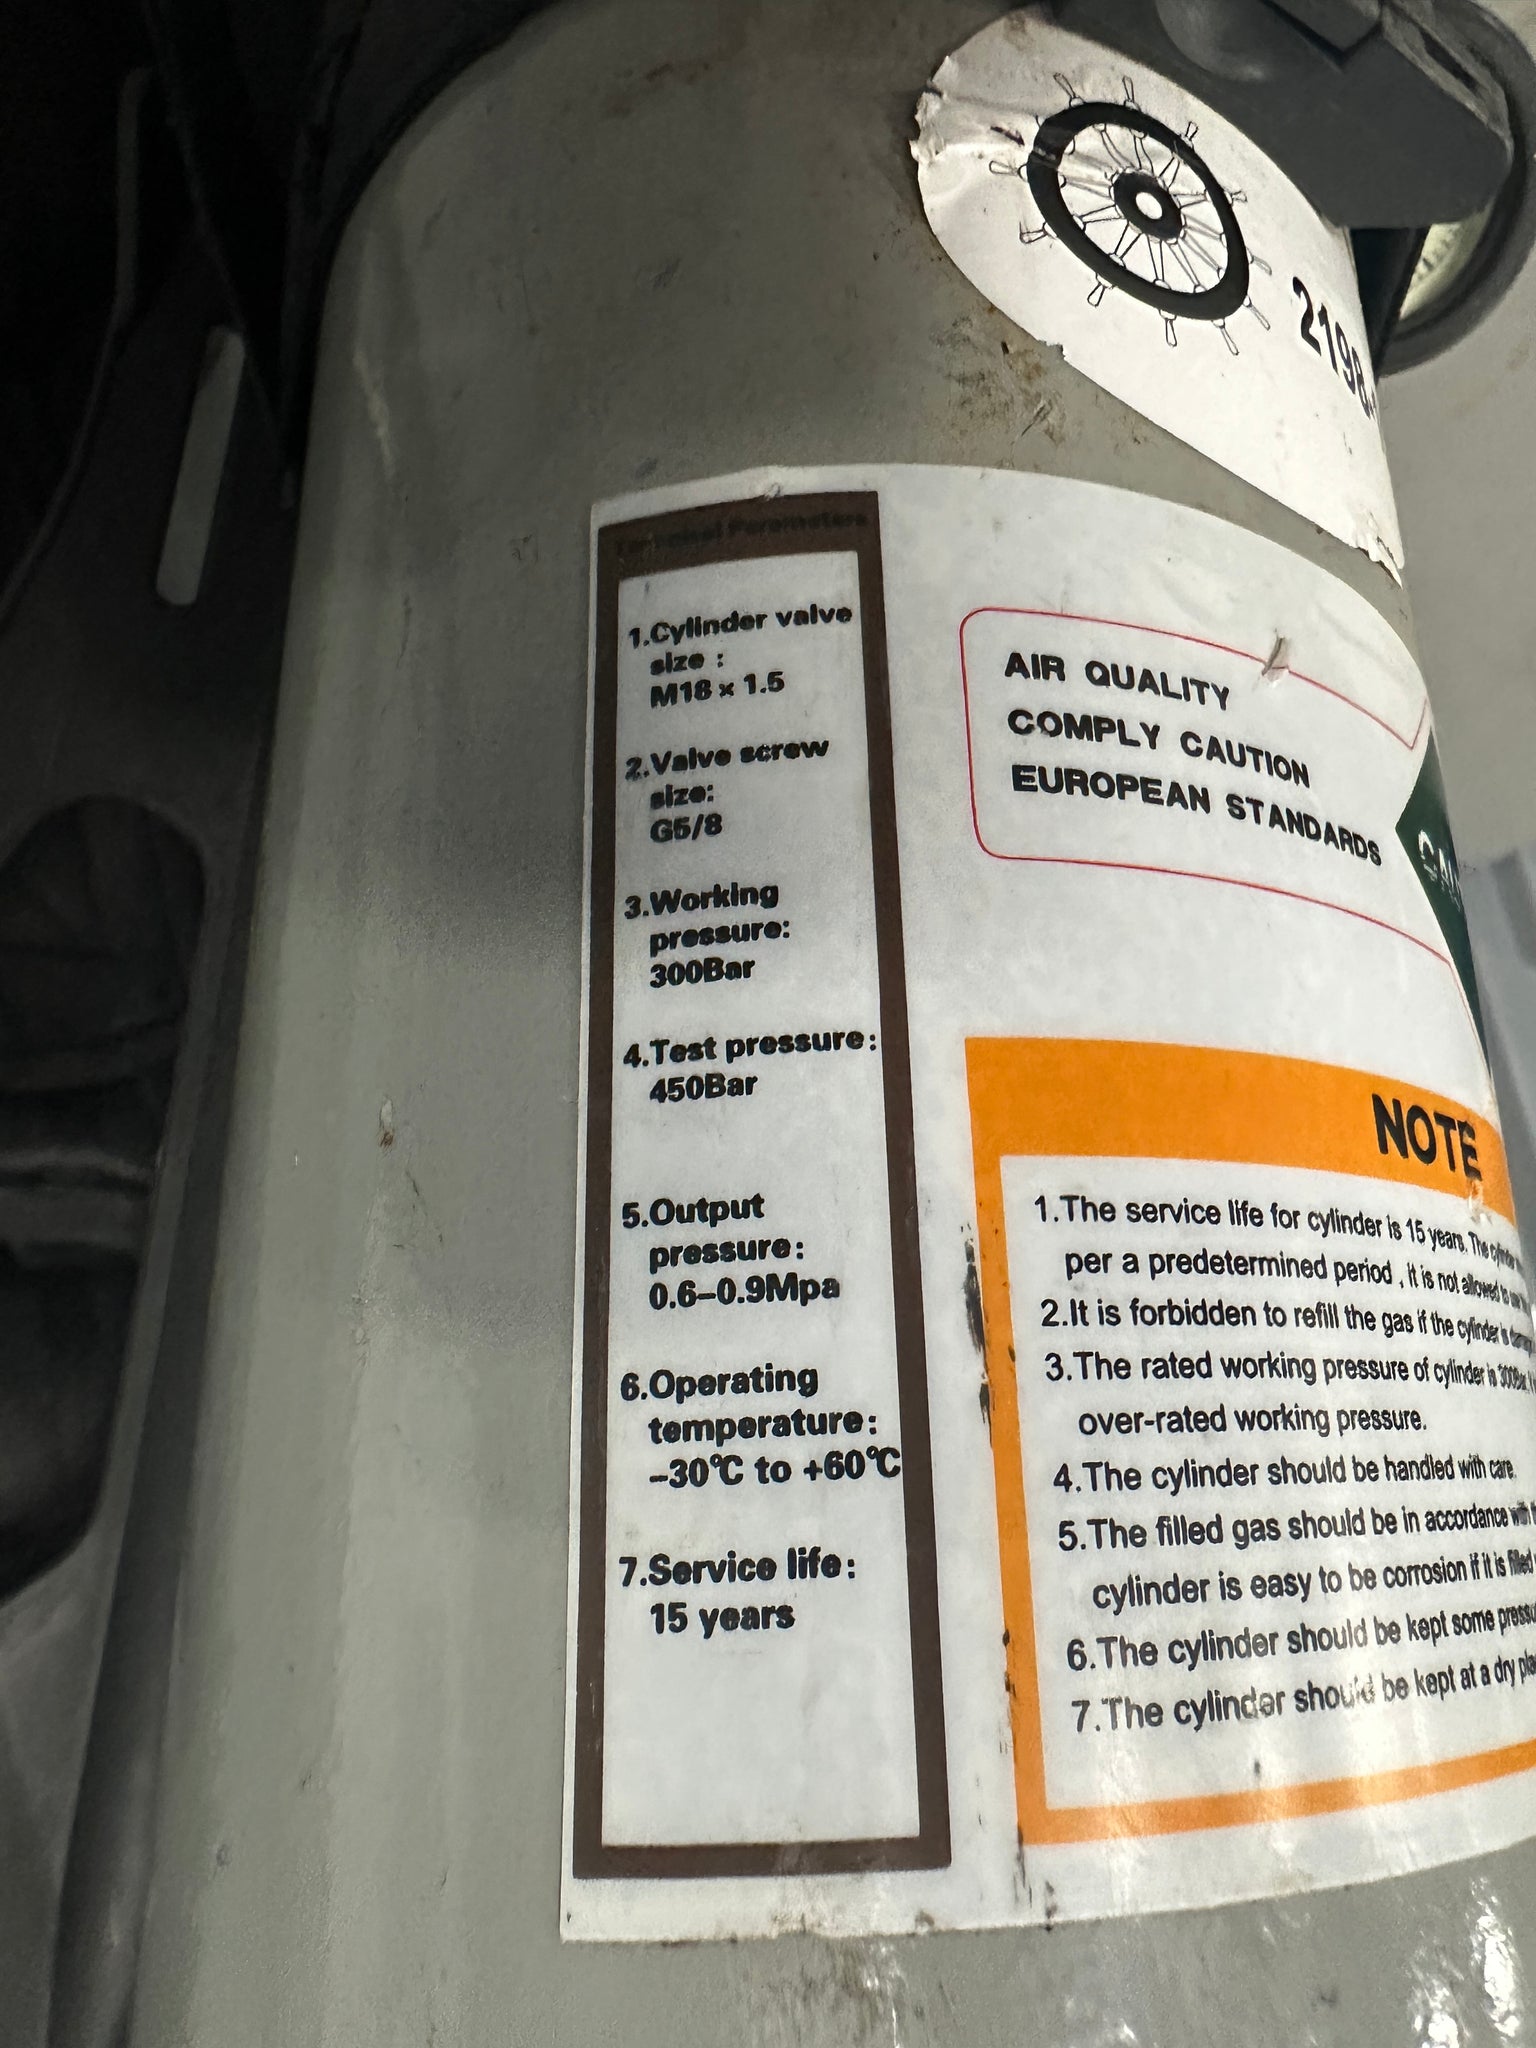 2198
Technical Parameters
1.Cylinder valve
size :
M18 × 1.5
2.Valve screw
size:
G5/8
3.Working
pressure:
300Bar
4.Test pressure:
450Bar
5.Output
pressure:
0.6–0.9Mpa
6.Operating
temperature:
–30℃ to +60℃
7.Service life:
15 years
AIR QUALITY
COMPLY CAUTION
EUROPEAN STANDARDS
NOTE
1.The service life for cylinder is 15 years. The
per a predetermined period , it is not allowed to
2.It is forbidden to refill the gas if the cylinder is
3.The rated working pressure of cylinder is 300Bar.
over-rated working pressure.
4.The cylinder should be handled with care.
5.The filled gas should be in accordance with
cylinder is easy to be corrosion if it is filled
6.The cylinder should be kept some
7.The cylinder should be kept at a dry